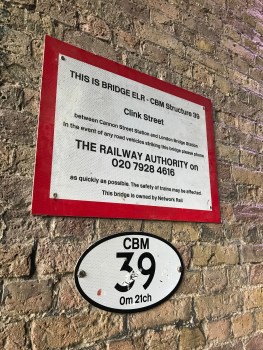 THIS IS BRIDGE ELR - CBM Structure 39
Clink Street
between Cannon Street Station and London Bridge Station
In the event of any road vehicles striking this bridge please phone
THE RAILWAY AUTHORITY on
020 7928 4616
as quickly as possible. The safety of trains may be affected.
This bridge is owned by Network Rail
CBM
39
0m 21ch